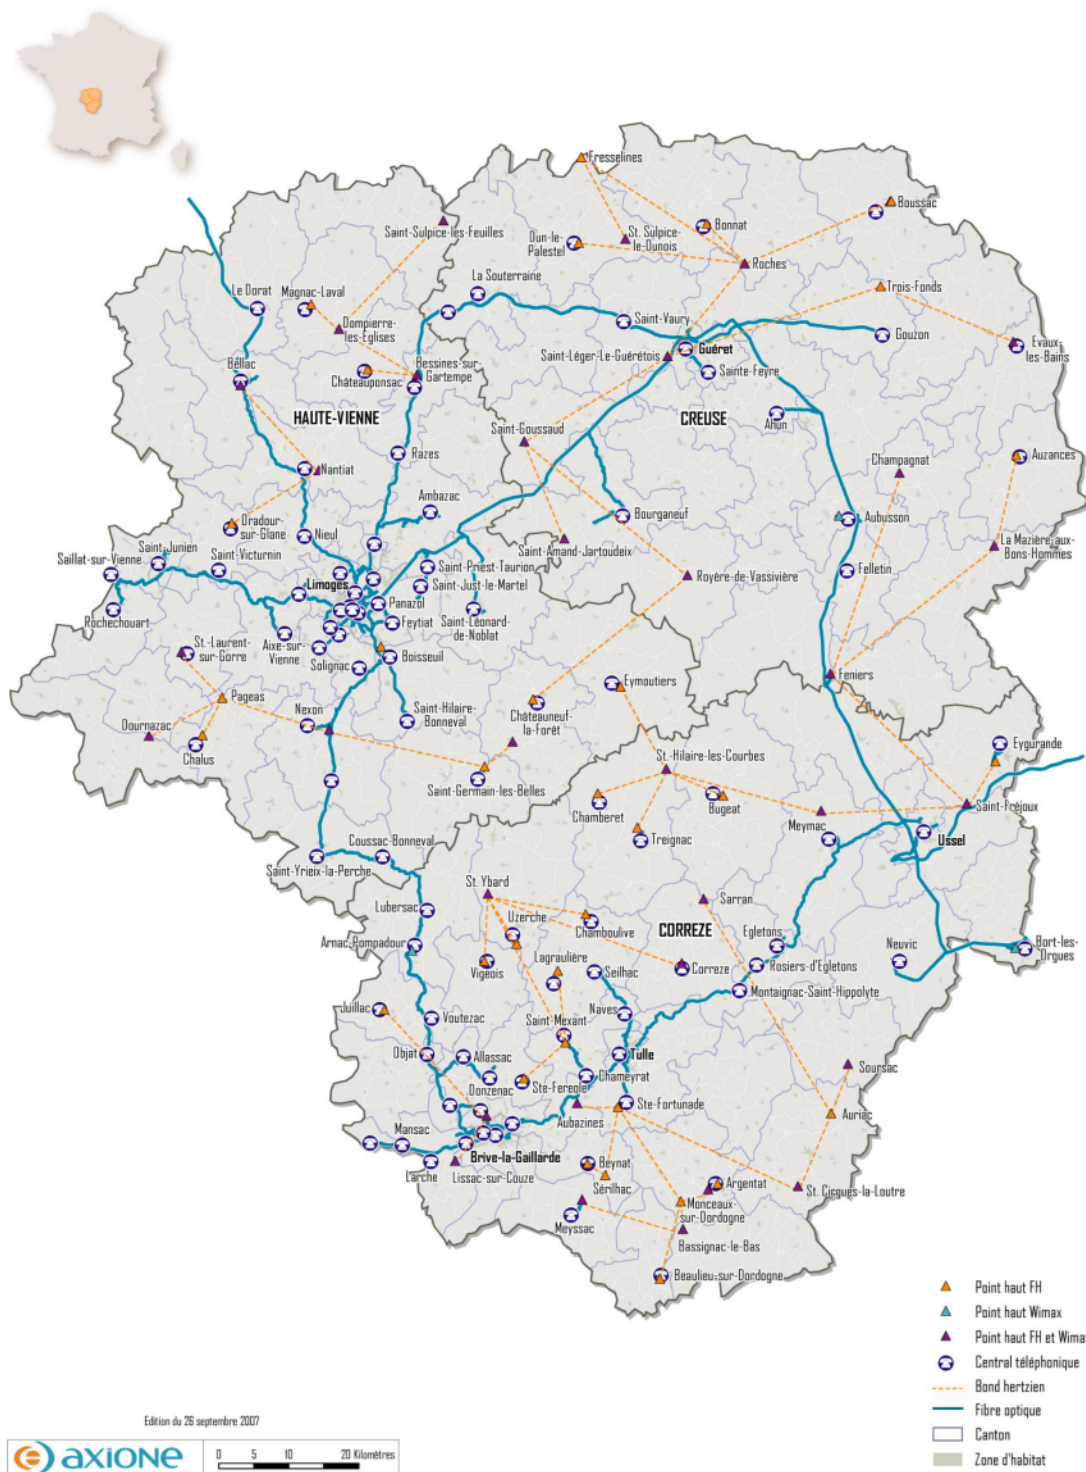 Fresselines
Boussac
Saint-Sulpice-les-Feuilles
Bonnat
Dun-le-
Palestel
St. Sulpice-
le-Dunois
Roches
La Souterraine
Trois-Fonds
Le Dorat
Magnac-Laval
Saint-Vaury
Dompierre-
les-Eglises
Gouzon
Evaux-
les-Bains
Guéret
Saint-Léger-Le-Guérétois
Bessines-sur-
Gartempe
Bellac
Châteauponsac
Sainte-Feyre
HAUTE-VIENNE
CREUSE
Ahun
Saint-Goussaud
Razes
Champagnat
Auzances
Nantiat
Ambazac
Bourganeuf
Aubusson
Oradour-
sur-Glane
Nieul
La Mazière-aux-
Bons-Hommes
Saint-Junien
Saint-Amand-Jartoudeix
Saillat-sur-Vienne
Saint-Victurnin
Felletin
Saint-Priest-Taurion
Royère-de-Vassivière
Limoges
Saint-Just-le-Martel
Panazol
Rochechouart
Feytiat
Saint-Léonard-
de-Noblat
St.-Laurent-
sur-Gorre
Aixe-sur-
Vienne
Boisseuil
Solignac
Feniers
Eymoutiers
Pageas
Nexon
Saint-Hilaire-
Bonneval
Châteauneuf-
la-Forêt
Dournazac
Chalus
Eygurande
St.-Hilaire-les-Courbes
Saint-Germain-les-Belles
Chamberet
Bugeat
Saint-Fréjoux
Meymac
Treignac
Ussel
Coussac-Bonneval
Saint-Yrieix-la-Perche
St. Ybard
Sarran
Lubersac
Uzerche
Chamboulive
CORREZE
Arnac-Pompadour
Egletons
Neuvic
Bort-les-
Orgues
Lagraulière
Vigeois
Seilhac
Correze
Rosiers-d'Egletons
Montaignac-Saint-Hippolyte
Juillac
Voutezac
Saint-Mexant
Naves
Objat
Allassac
Tulle
Soursac
Donzenac
Ste-Fereole
Chameyrat
Ste-Fortunade
Auriac
Aubazines
Mansac
Brive-la-Gaillarde
Larche
Lissac-sur-Couze
Beynat
Sérilhac
Argentat
St. Cirgues-la-Loutre
Monceaux-
sur-Dordogne
Meyssac
Bassignac-le-Bas
Beaulieu-sur-Dordogne
Point haut FH
Point haut Wimax
Point haut FH et Wimax
Central téléphonique
Bond hertzien
Fibre optique
Canton
Zone d'habitat
Edition du 26 septembre 2007
axione
0 5 10 20 Kilomètres